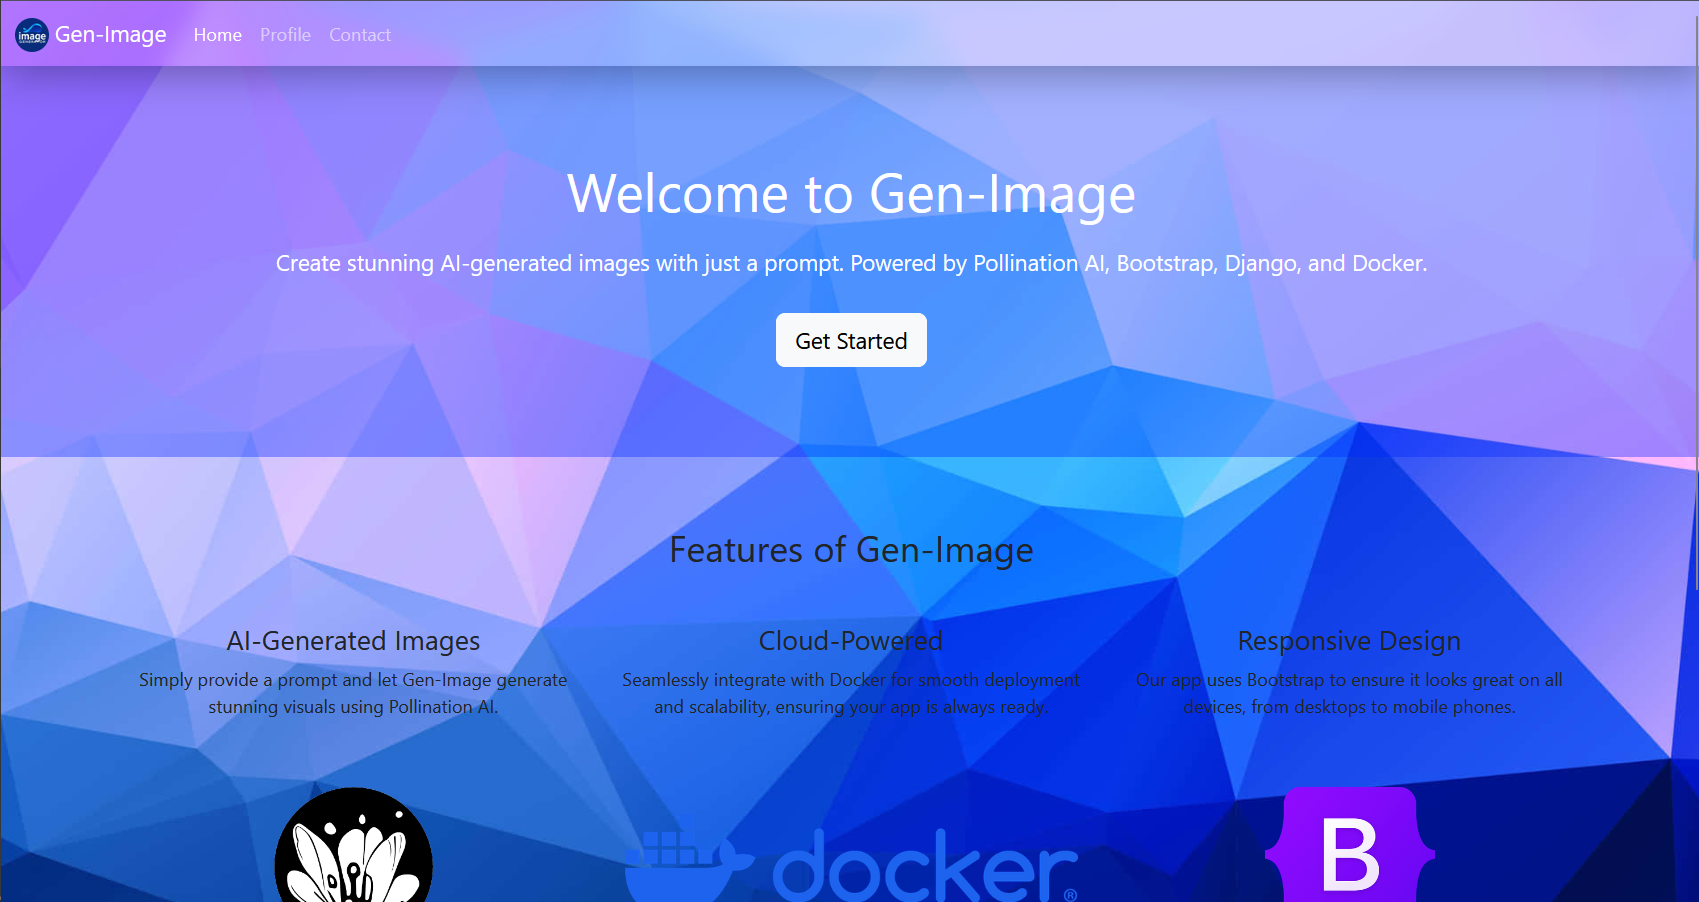 image
GENERATOR
Gen-Image
Home
Profile
Contact
Welcome to Gen-Image
Create stunning AI-generated images with just a prompt. Powered by Pollination AI, Bootstrap, Django, and Docker.
Get Started
Features of Gen-Image
AI-Generated Images
Simply provide a prompt and let Gen-Image generate
stunning visuals using Pollination AI.
Cloud-Powered
Seamlessly integrate with Docker for smooth deployment
and scalability, ensuring your app is always ready.
Responsive Design
Our app uses Bootstrap to ensure it looks great on all
devices, from desktops to mobile phones.
docker®
B